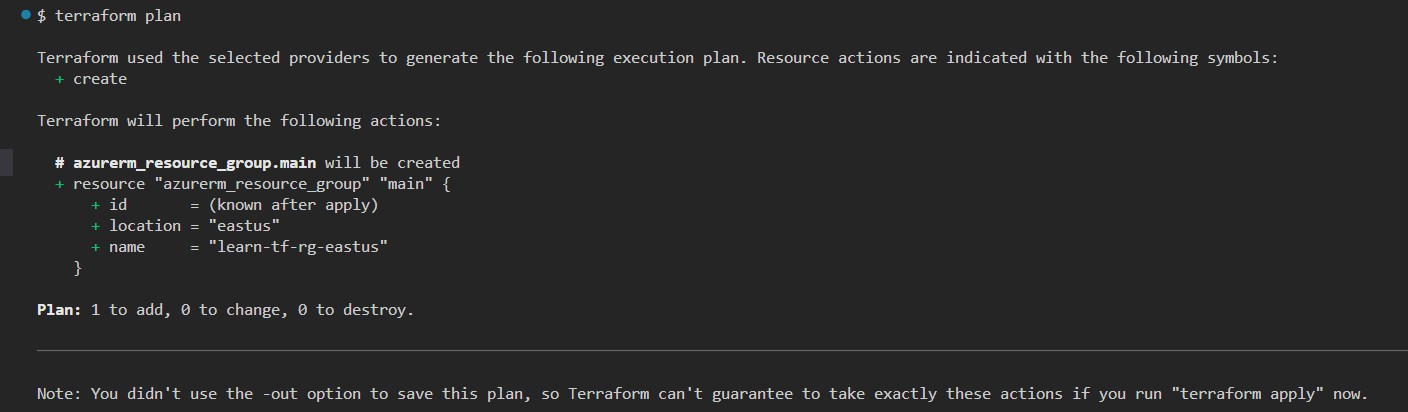 $ terraform plan
Terraform used the selected providers to generate the following execution plan. Resource actions are indicated with the following symbols:
  + create
Terraform will perform the following actions:
  # azurerm_resource_group.main will be created
  + resource "azurerm_resource_group" "main" {
      + id       = (known after apply)
      + location = "eastus"
      + name     = "learn-tf-rg-eastus"
    }
Plan: 1 to add, 0 to change, 0 to destroy.
Note: You didn't use the -out option to save this plan, so Terraform can't guarantee to take exactly these actions if you run "terraform apply" now.